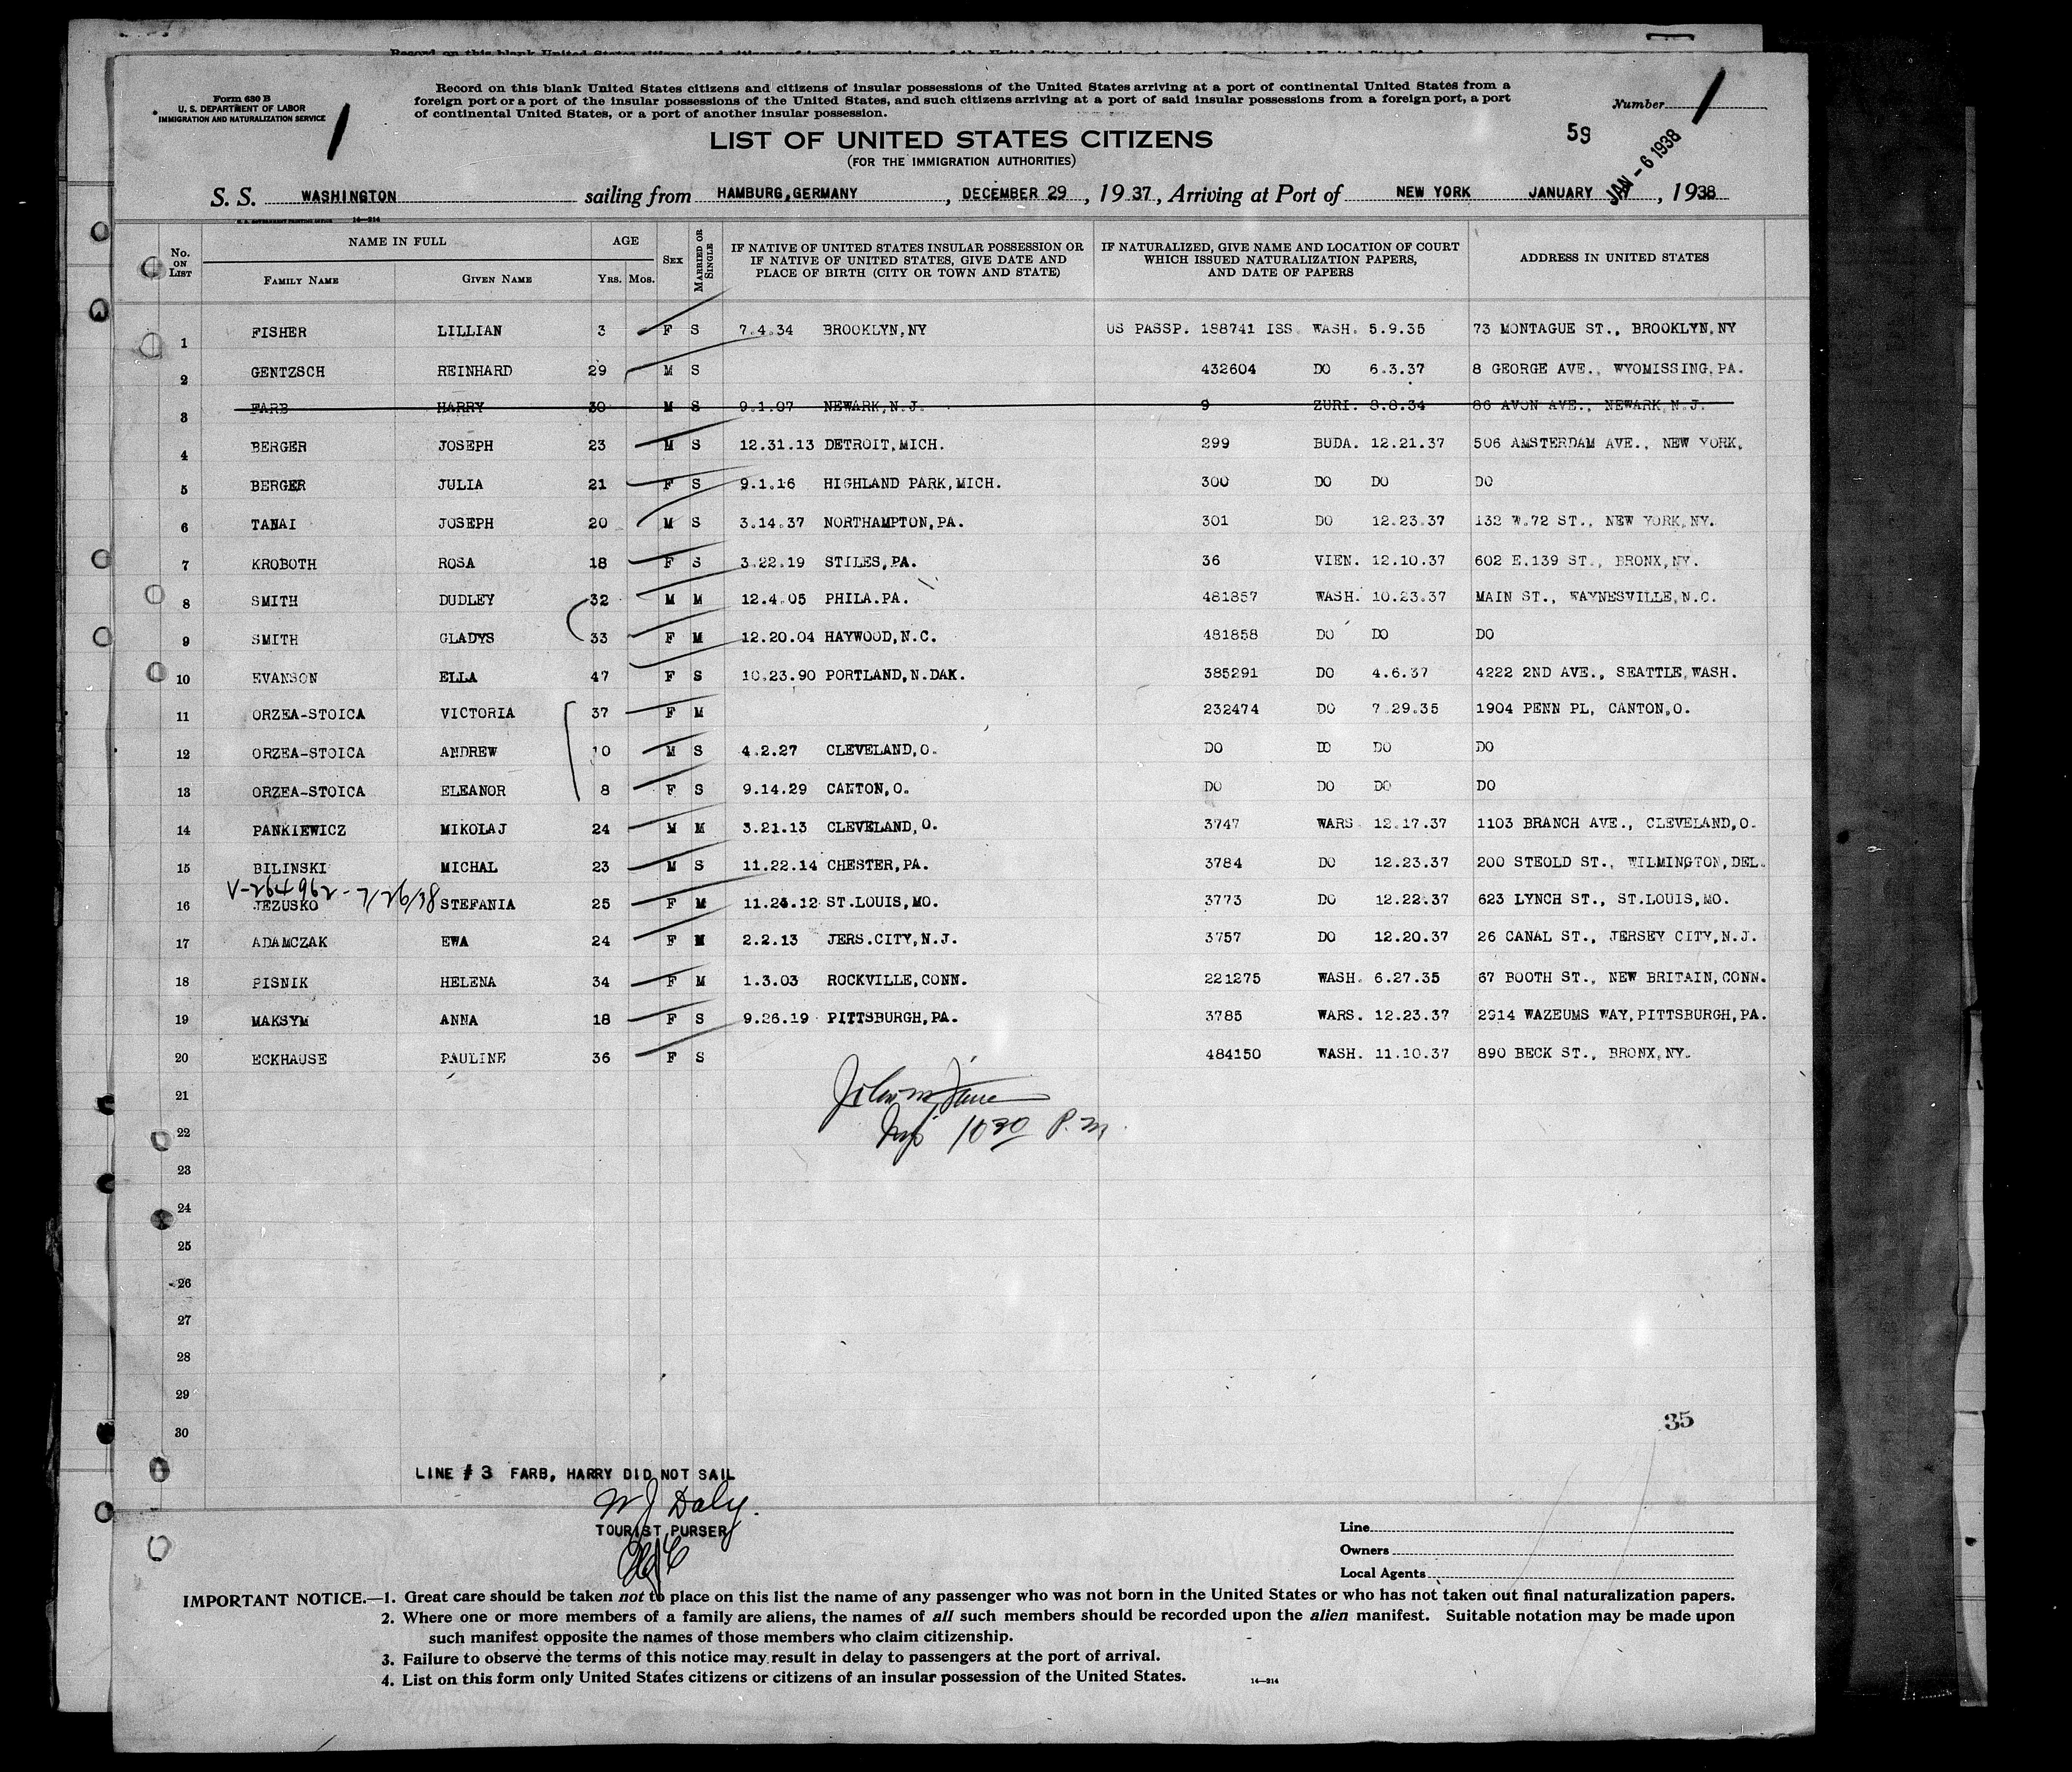 Form 630 B
U. S. DEPARTMENT OF LABOR
IMMIGRATION AND NATURALIZATION SERVICE
Record on this blank United States citizens and citizens of insular possessions of the United States arriving at a port of continental United States from a
foreign port or a port of the insular possessions of the United States, and such citizens arriving at a port of said insular possessions from a foreign port, a port
of continental United States, or a port of another insular possession.
Number
LIST OF UNITED STATES CITIZENS
59
(FOR THE IMMIGRATION AUTHORITIES)
JAN - 6 1938
S. S. WASHINGTON sailing from HAMBURG,GERMANY, DECEMBER 29, 1937, Arriving at Port of NEW YORK JANUARY, 1938
U. S. GOVERNMENT PRINTING OFFICE 14—214
No. ON LIST NAME IN FULL FAMILY NAME GIVEN NAME AGE YRS. MOS. SEX MARRIED OR SINGLE IF NATIVE OF UNITED STATES INSULAR POSSESSION OR IF NATIVE OF UNITED STATES, GIVE DATE AND PLACE OF BIRTH (CITY OR TOWN AND STATE) IF NATURALIZED, GIVE NAME AND LOCATION OF COURT WHICH ISSUED NATURALIZATION PAPERS, AND DATE OF PAPERS ADDRESS IN UNITED STATES
1 FISHER LILLIAN 3 F S 7.4.34 BROOKLYN,NY US PASSP. 158741 ISS. WASH. 5.9.35 73 MONTAGUE ST., BROOKLYN,NY
2 GENTZSCH REINHARD 29 M S 432604 DO 6.3.37 8 GEORGE AVE., WYOMISSING,PA.
3 FARB HARRY 30 M S 9.1.07 NEWARK,N.J. 9 ZURI. 8.8.34 86 AVON AVE., NEWARK,N.J.
4 BERGER JOSEPH 23 M S 12.31.13 DETROIT,MICH. 299 BUDA. 12.21.37 506 AMSTERDAM AVE., NEW YORK.
5 BERGER JULIA 21 F S 9.1.16 HIGHLAND PARK,MICH. 300 DO DO DO
6 TANAI JOSEPH 20 M S 3.14.37 NORTHAMPTON,PA. 301 DO 12.23.37 132 W.72 ST., NEW YORK,NY.
7 KROBOTH ROSA 18 F S 3.22.19 STILES,PA. 36 VIEN. 12.10.37 602 E.139 ST., BRONX,NY.
8 SMITH DUDLEY 32 M M 12.4.05 PHILA.PA. 481857 WASH. 10.23.37 MAIN ST., WAYNESVILLE,N.C.
9 SMITH GLADYS 33 F M 12.20.04 HAYWOOD,N.C. 481858 DO DO DO
10 EVANSON ELLA 47 F S 10.23.90 PORTLAND,N.DAK. 385291 DO 4.6.37 4222 2ND AVE., SEATTLE,WASH.
11 ORZEA-STOICA VICTORIA 37 F M 232474 DO 7.29.35 1904 PENN PL, CANTON,O.
12 ORZEA-STOICA ANDREW 10 M S 4.2.27 CLEVELAND,O. DO DO DO DO
13 ORZEA-STOICA ELEANOR 8 F S 9.14.29 CANTON,O. DO DO DO DO
14 PANKIEWICZ MIKOLAJ 24 M M 3.21.13 CLEVELAND,O. 3747 WARS 12.17.37 1103 BRANCH AVE., CLEVELAND,O.
15 BILINSKI MICHAL 23 M S 11.22.14 CHESTER,PA. 3784 DO 12.23.37 200 STEOLD ST., WILMINGTON,DEL.
V-294962-
16 JEZUSKO STEFANIA 25 F M 11.26.12 ST.LOUIS,MO. 3773 DO 12.22.37 623 LYNCH ST., ST.LOUIS,MO.
17 ADAMCZAK EWA 24 F M 2.2.13 JERS.CITY,N.J. 3757 DO 12.20.37 26 CANAL ST., JERSEY CITY,N.J.
18 PISNIK HELENA 34 F M 1.3.03 ROCKVILLE,CONN. 221275 WASH. 6.27.35 67 BOOTH ST., NEW BRITAIN,CONN.
19 MAKSYM ANNA 18 F S 9.26.19 PITTSBURGH,PA. 3785 WARS. 12.23.37 2914 WAZEUMS WAY,PITTSBURGH,PA.
20 ECKHAUSE PAULINE 36 F S 484150 WASH. 11.10.37 890 BECK ST., BRONX,NY.
21
22 10 30 P.M.
23
24
25
26
27
28
29
30
35
LINE # 3 FARB, HARRY DID NOT SAIL
W J Daly.
TOURIST PURSER
Line
Owners
Local Agents
IMPORTANT NOTICE.—1. Great care should be taken not to place on this list the name of any passenger who was not born in the United States or who has not taken out final naturalization papers.
2. Where one or more members of a family are aliens, the names of all such members should be recorded upon the alien manifest. Suitable notation may be made upon
such manifest opposite the names of those members who claim citizenship.
3. Failure to observe the terms of this notice may result in delay to passengers at the port of arrival.
4. List on this form only United States citizens or citizens of an insular possession of the United States.
14—214